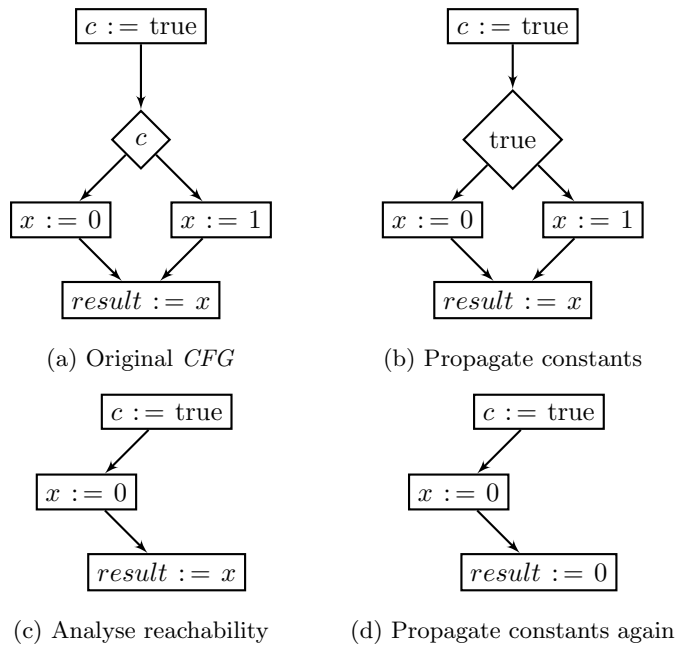 c := true
c
x := 0
x := 1
result := x
(a) Original CFG
c := true
true
x := 0
x := 1
result := x
(b) Propagate constants
c := true
x := 0
result := x
(c) Analyse reachability
c := true
x := 0
result := 0
(d) Propagate constants again